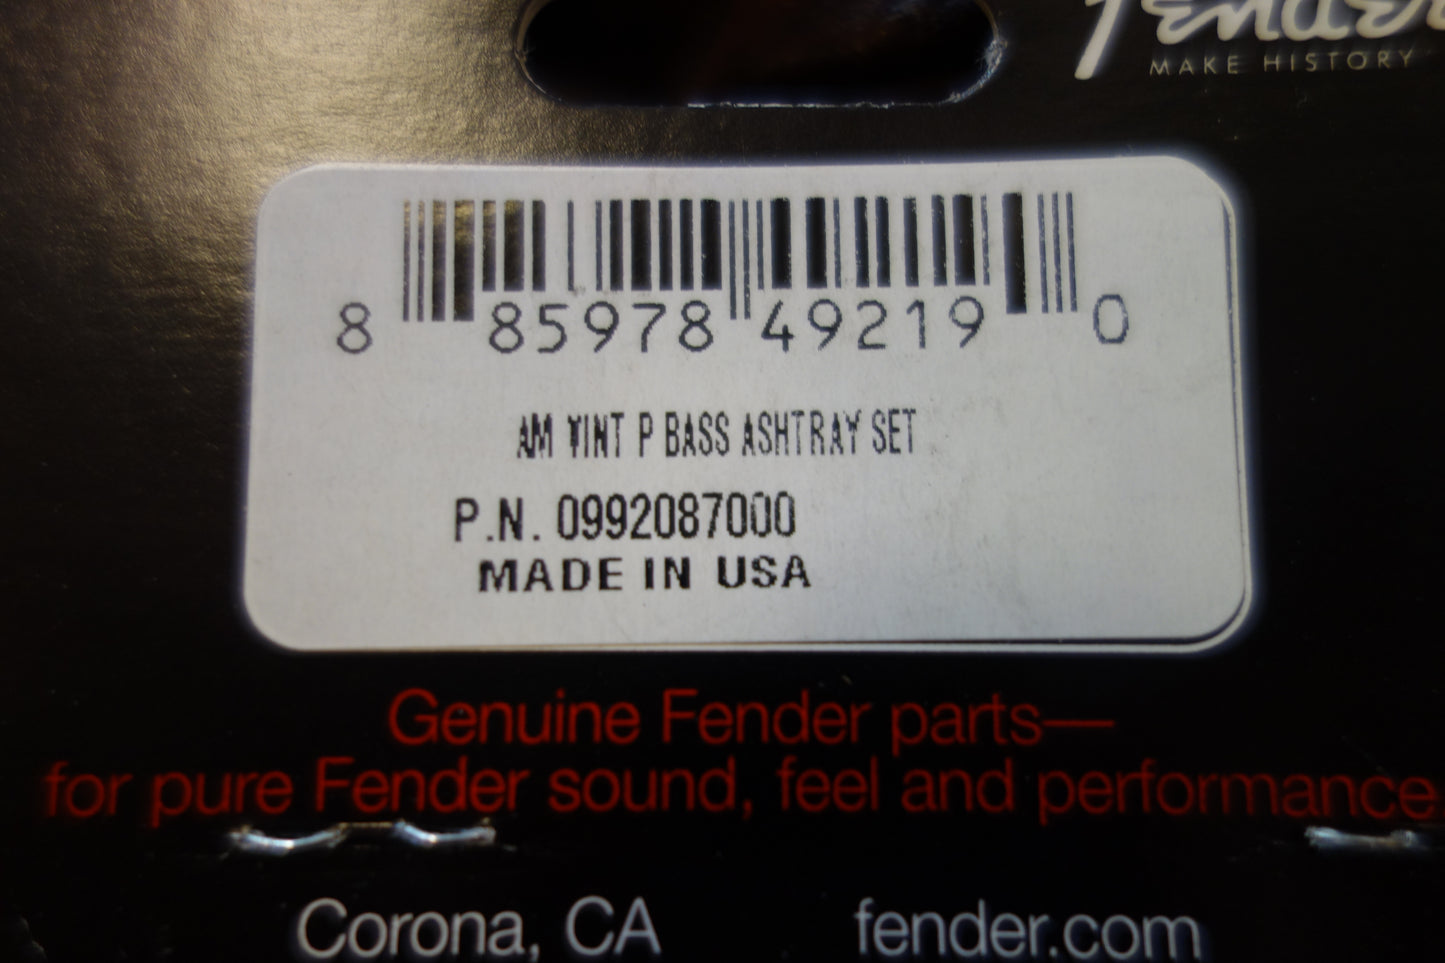 Fender
MAKE HISTORY
8 85978 49219 0
AM VINT P BASS ASHTRAY SET
P.N. 0992087000
MADE IN USA
Genuine Fender parts—
for pure Fender sound, feel and performance
Corona, CA fender.com